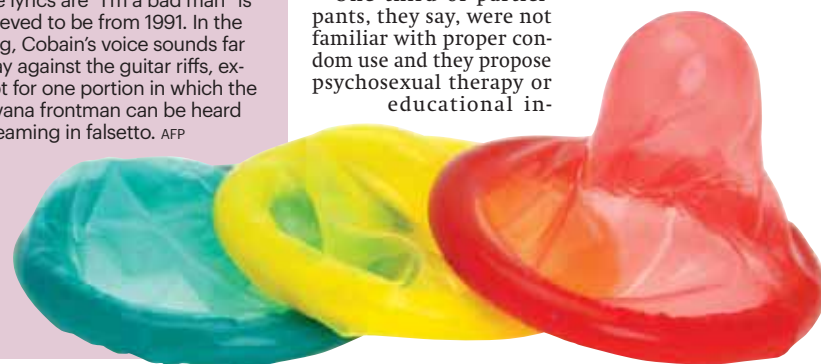 lyrics are "I'm a bad man" is
eved to be from 1991. In the
g, Cobain's voice sounds far
y against the guitar riffs, ex-
t for one portion in which the
vana frontman can be heard
eaming in falsetto. AFP
pants, they say, were not
familiar with proper con-
dom use and they propose
psychosexual therapy or
educational in-